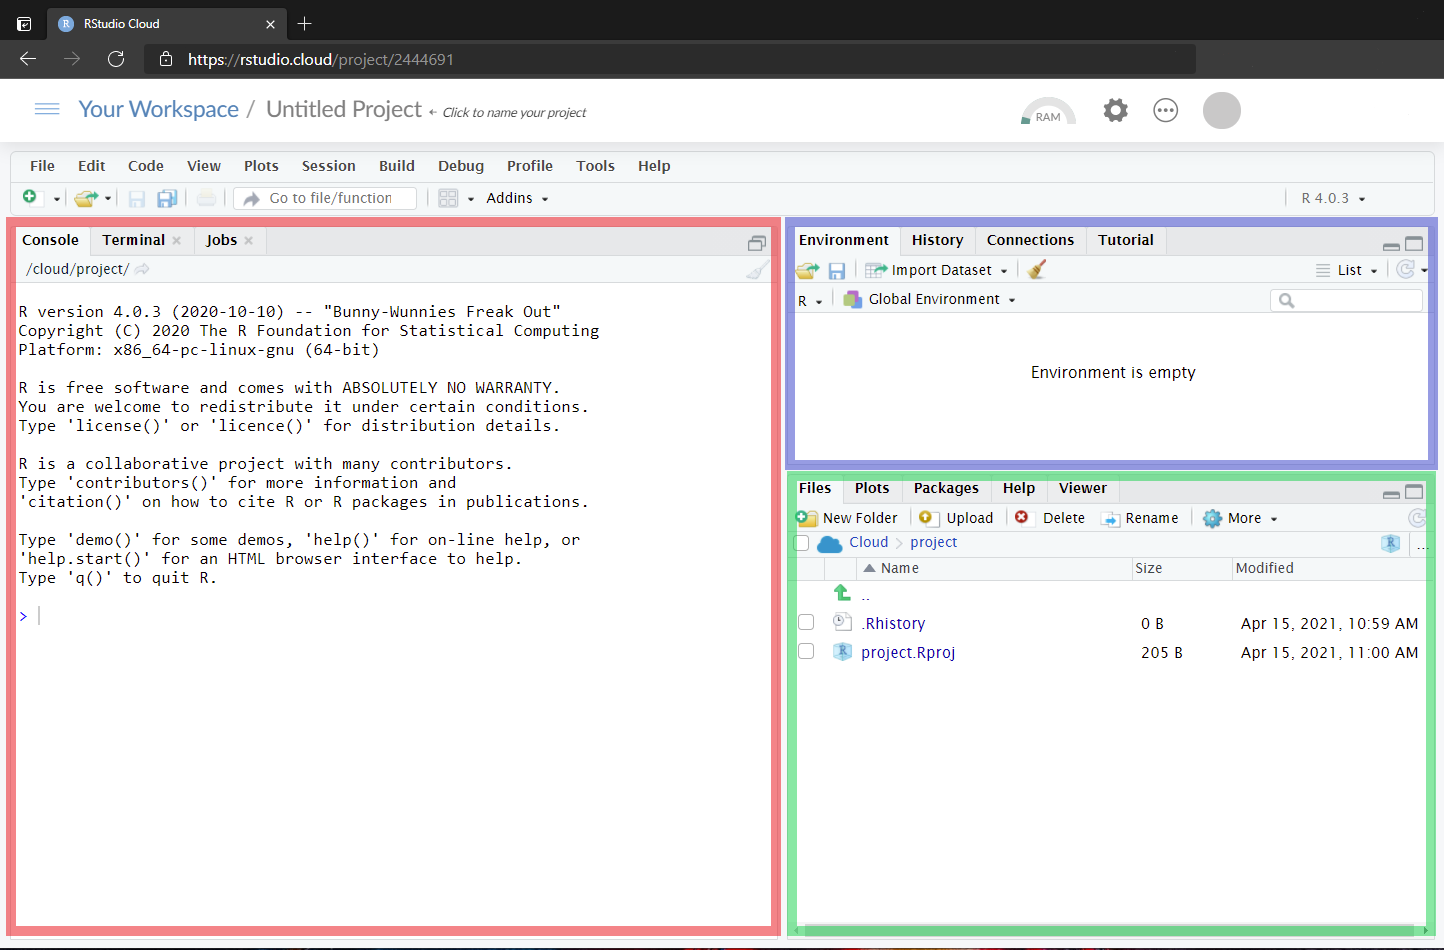 RStudio Cloud
https://rstudio.cloud/project/2444691
Your Workspace / Untitled Project ← Click to name your project
RAM
File Edit Code View Plots Session Build Debug Profile Tools Help
Go to file/function Addins R 4.0.3
Console Terminal Jobs
/cloud/project/
R version 4.0.3 (2020-10-10) -- "Bunny-Wunnies Freak Out"
Copyright (C) 2020 The R Foundation for Statistical Computing
Platform: x86_64-pc-linux-gnu (64-bit)
R is free software and comes with ABSOLUTELY NO WARRANTY.
You are welcome to redistribute it under certain conditions.
Type 'license()' or 'licence()' for distribution details.
R is a collaborative project with many contributors.
Type 'contributors()' for more information and
'citation()' on how to cite R or R packages in publications.
Type 'demo()' for some demos, 'help()' for on-line help, or
'help.start()' for an HTML browser interface to help.
Type 'q()' to quit R.
>
Environment History Connections Tutorial
Import Dataset List
R Global Environment
Environment is empty
Files Plots Packages Help Viewer
New Folder Upload Delete Rename More
Cloud project R ...
Name Size Modified
..
.Rhistory 0 B Apr 15, 2021, 10:59 AM
project.Rproj 205 B Apr 15, 2021, 11:00 AM